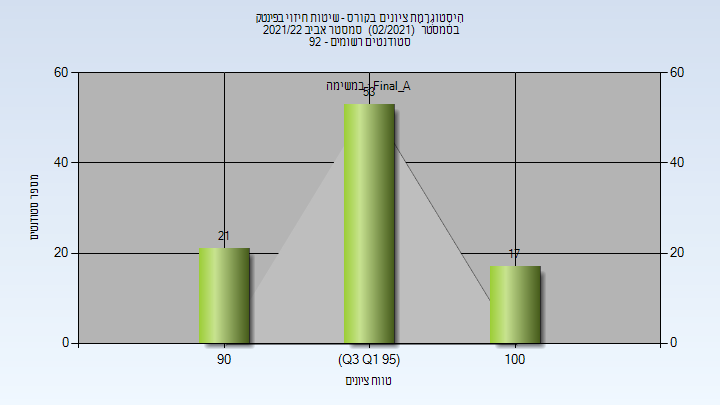 היסטוגרמת ציונים בקורס - שיטות חיזוי בפינטק
בסמסטר (02/2021) סמסטר אביב 2021/22
סטודנטים רשומים - 92
במשימה - Final_A
60
60
53
40
40
מספר סטודנטים
21
17
20
20
0
0
90
(Q3 Q1 95)
100
טווח ציונים